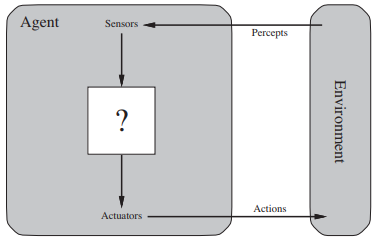 Agent
Sensors
Percepts
?
Environment
Actuators
Actions